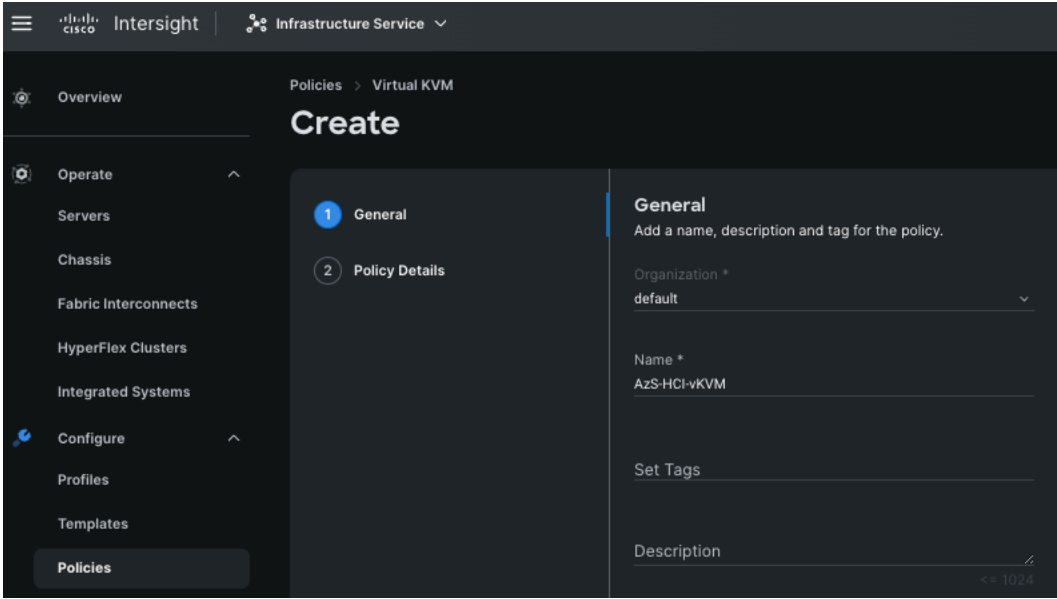 cisco Intersight Infrastructure Service
Overview
Operate
Servers
Chassis
Fabric Interconnects
HyperFlex Clusters
Integrated Systems
Configure
Profiles
Templates
Policies
Policies > Virtual KVM
Create
1 General
2 Policy Details
General
Add a name, description and tag for the policy.
Organization *
default
Name *
AzS-HCI-vKVM
Set Tags
Description
<= 1024